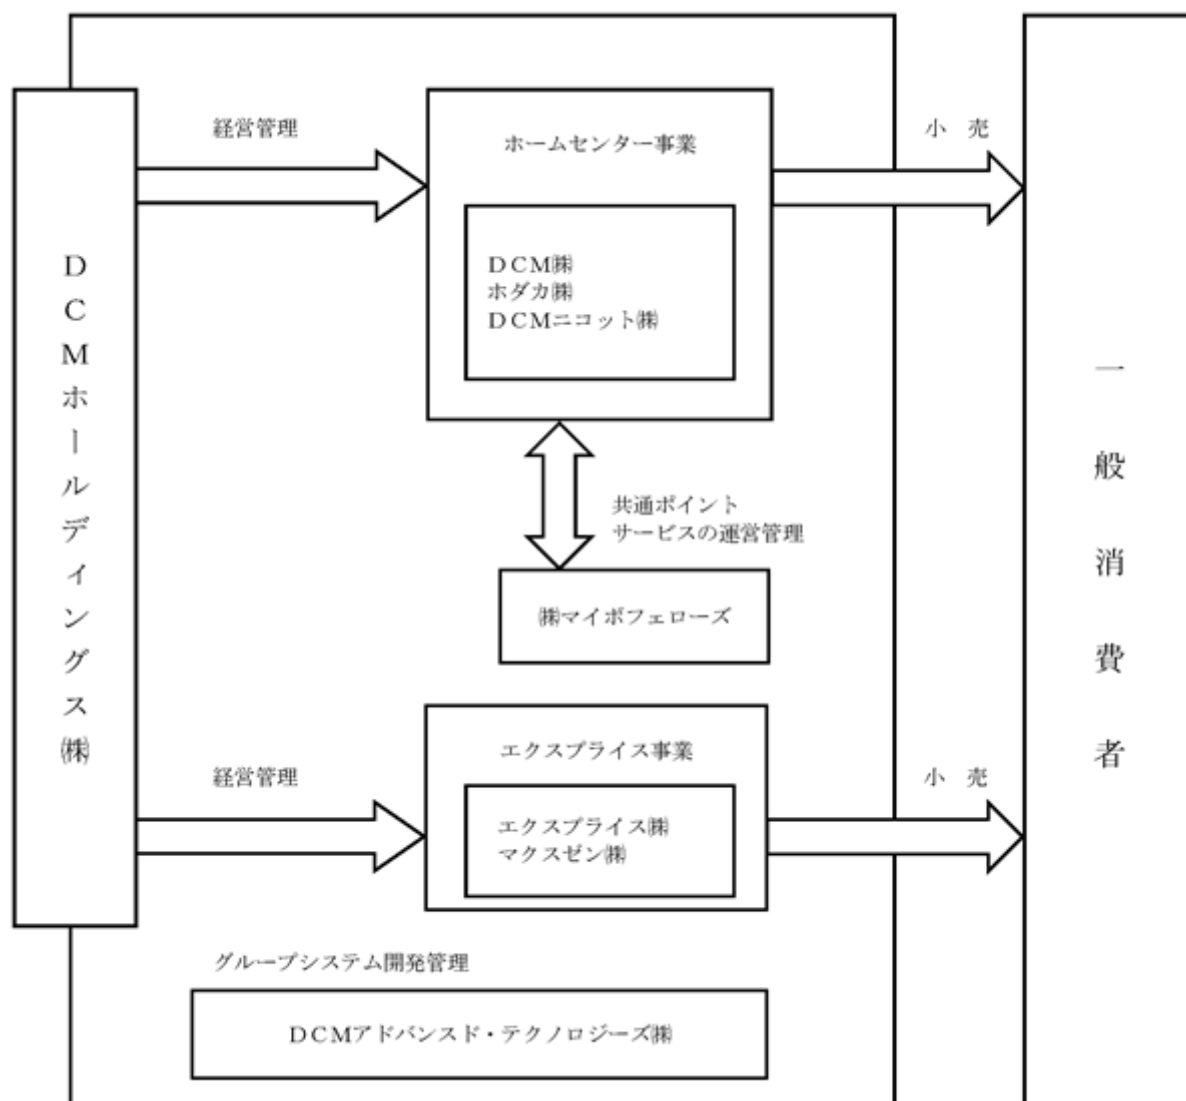 DCMホールディングス㈱
経営管理
ホームセンター事業
DCM㈱
ホダカ㈱
DCMニコット㈱
小 売
一般消費者
共通ポイント
サービスの運営管理
㈱マイボフェローズ
経営管理
エクスプライス事業
エクスプライス㈱
マクスゼン㈱
小 売
グループシステム開発管理
DCMアドバンスド・テクノロジーズ㈱